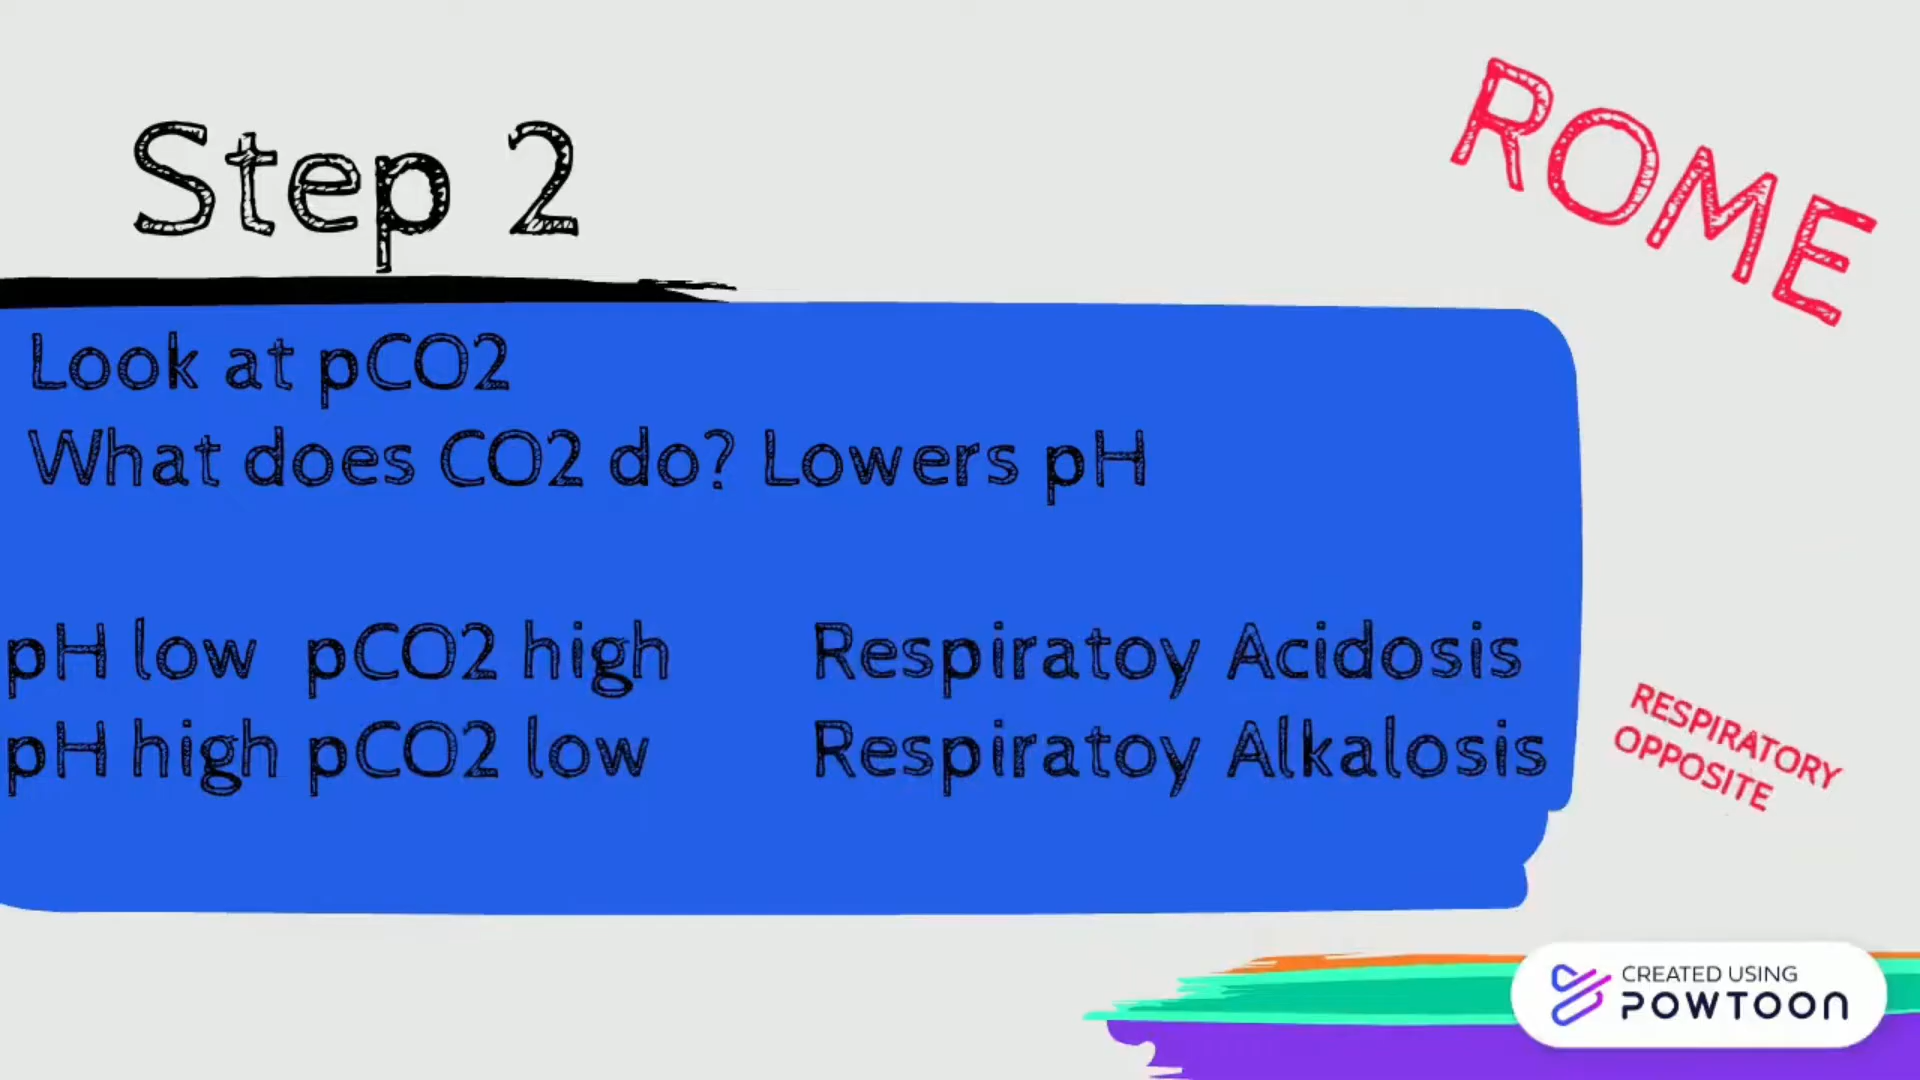 Step 2
ROME
Look at pCO2
What does CO2 do? Lowers pH
pH low pCO2 high Respiratoy Acidosis
pH high pCO2 low Respiratoy Alkalosis
RESPIRATORY
OPPOSITE
CREATED USING
POWTOON